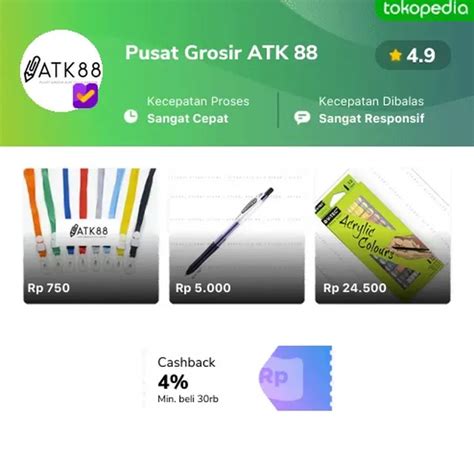 tokopedia
ATK88
Pusat Grosir ATK 88
4.9
Kecepatan Proses
Sangat Cepat
Kecepatan Dibalas
Sangat Responsif
ATK88
Rp 750
Rp 5.000
Acrylic
Colours
Rp 24.500
Cashback
4%
Min. beli 30rb
Rp